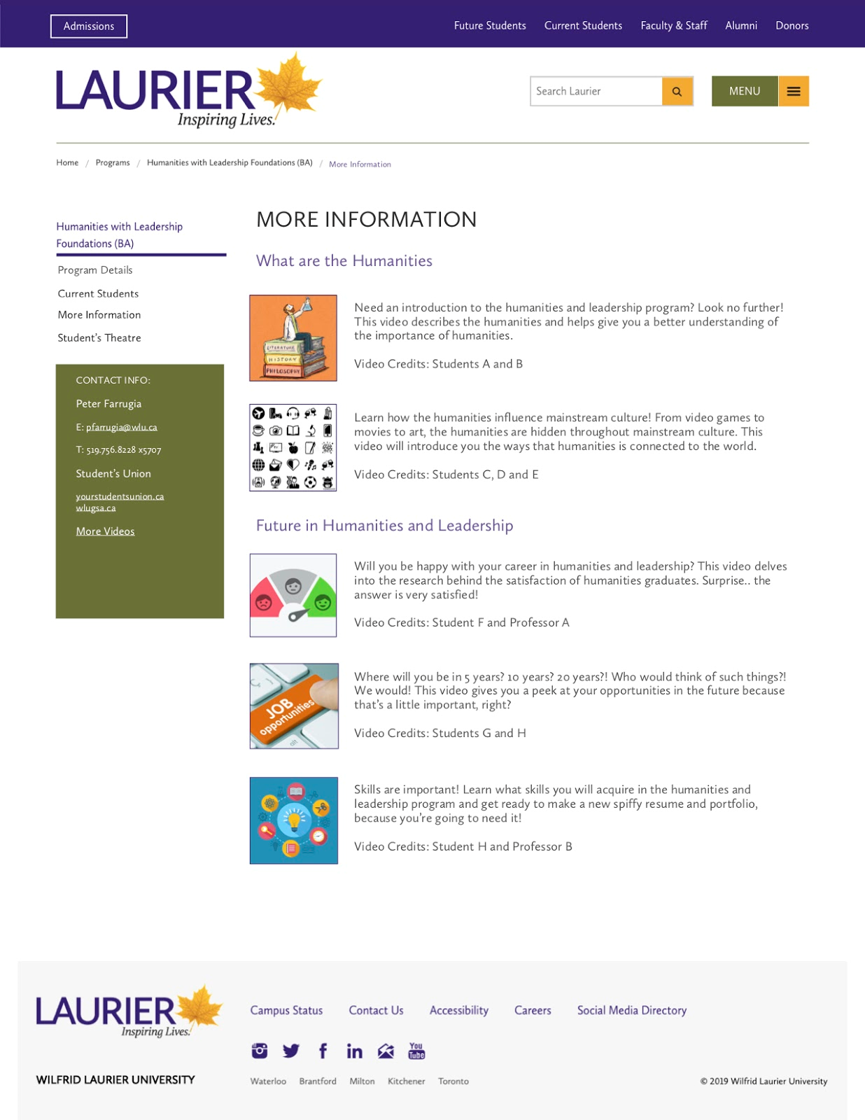 Admissions
Future Students Current Students Faculty & Staff Alumni Donors
LAURIER
Inspiring Lives.
Search Laurier
MENU
Home / Programs / Humanities with Leadership Foundations (BA) / More Information
Humanities with Leadership
Foundations (BA)
Program Details
Current Students
More Information
Student's Theatre
CONTACT INFO:
Peter Farrugia
E: pfarrugia@wlu.ca
T: 519.756.8228 x5707
Student's Union
yourstudentsunion.ca
wlugsa.ca
More Videos
MORE INFORMATION
What are the Humanities
LITERATURE
HISTORY
PHILOSOPHY
Need an introduction to the humanities and leadership program? Look no further!
This video describes the humanities and helps give you a better understanding of
the importance of humanities.
Video Credits: Students A and B
Learn how the humanities influence mainstream culture! From video games to
movies to art, the humanities are hidden throughout mainstream culture. This
video will introduce you the ways that humanities is connected to the world.
Video Credits: Students C, D and E
Future in Humanities and Leadership
Will you be happy with your career in humanities and leadership? This video delves
into the research behind the satisfaction of humanities graduates. Surprise.. the
answer is very satisfied!
Video Credits: Student F and Professor A
JOB
opportunities
Where will you be in 5 years? 10 years? 20 years?! Who would think of such things?!
We would! This video gives you a peek at your opportunities in the future because
that's a little important, right?
Video Credits: Students G and H
Skills are important! Learn what skills you will acquire in the humanities and
leadership program and get ready to make a new spiffy resume and portfolio,
because you're going to need it!
Video Credits: Student H and Professor B
LAURIER
Inspiring Lives.
WILFRID LAURIER UNIVERSITY
Campus Status Contact Us Accessibility Careers Social Media Directory
You
Tube
Waterloo Brantford Milton Kitchener Toronto
© 2019 Wilfrid Laurier University